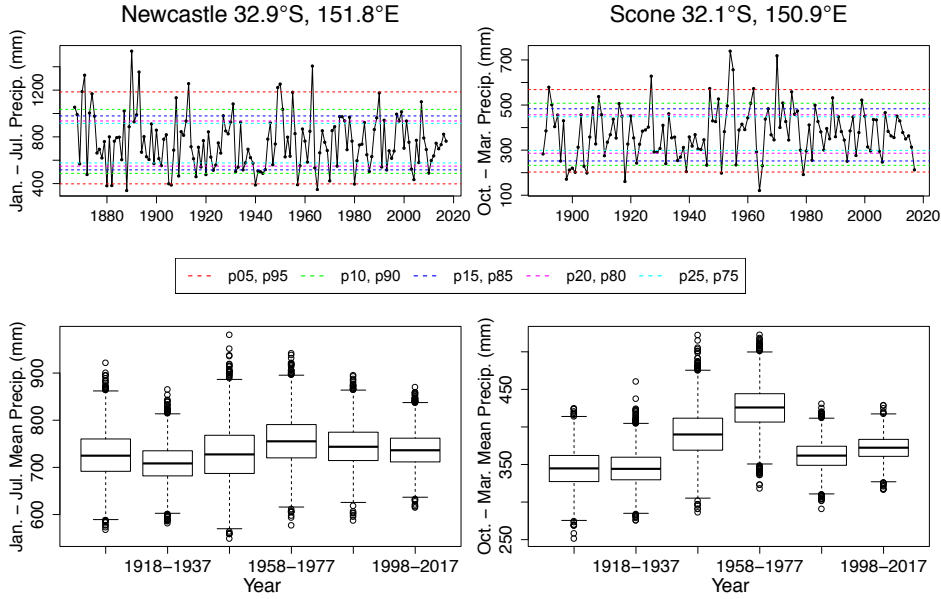 Newcastle 32.9°S, 151.8°E
Scone 32.1°S, 150.9°E
Jan. − Jul. Precip. (mm)
400 800 1200
1880 1900 1920 1940 1960 1980 2000 2020
Oct. − Mar. Precip. (mm)
100 300 500 700
1900 1920 1940 1960 1980 2000 2020
p05, p95 p10, p90 p15, p85 p20, p80 p25, p75
Jan. − Jul. Mean Precip. (mm)
600 700 800 900
1918−1937 1958−1977 1998−2017
Year
Oct. − Mar. Mean Precip. (mm)
250 350 450
1918−1937 1958−1977 1998−2017
Year